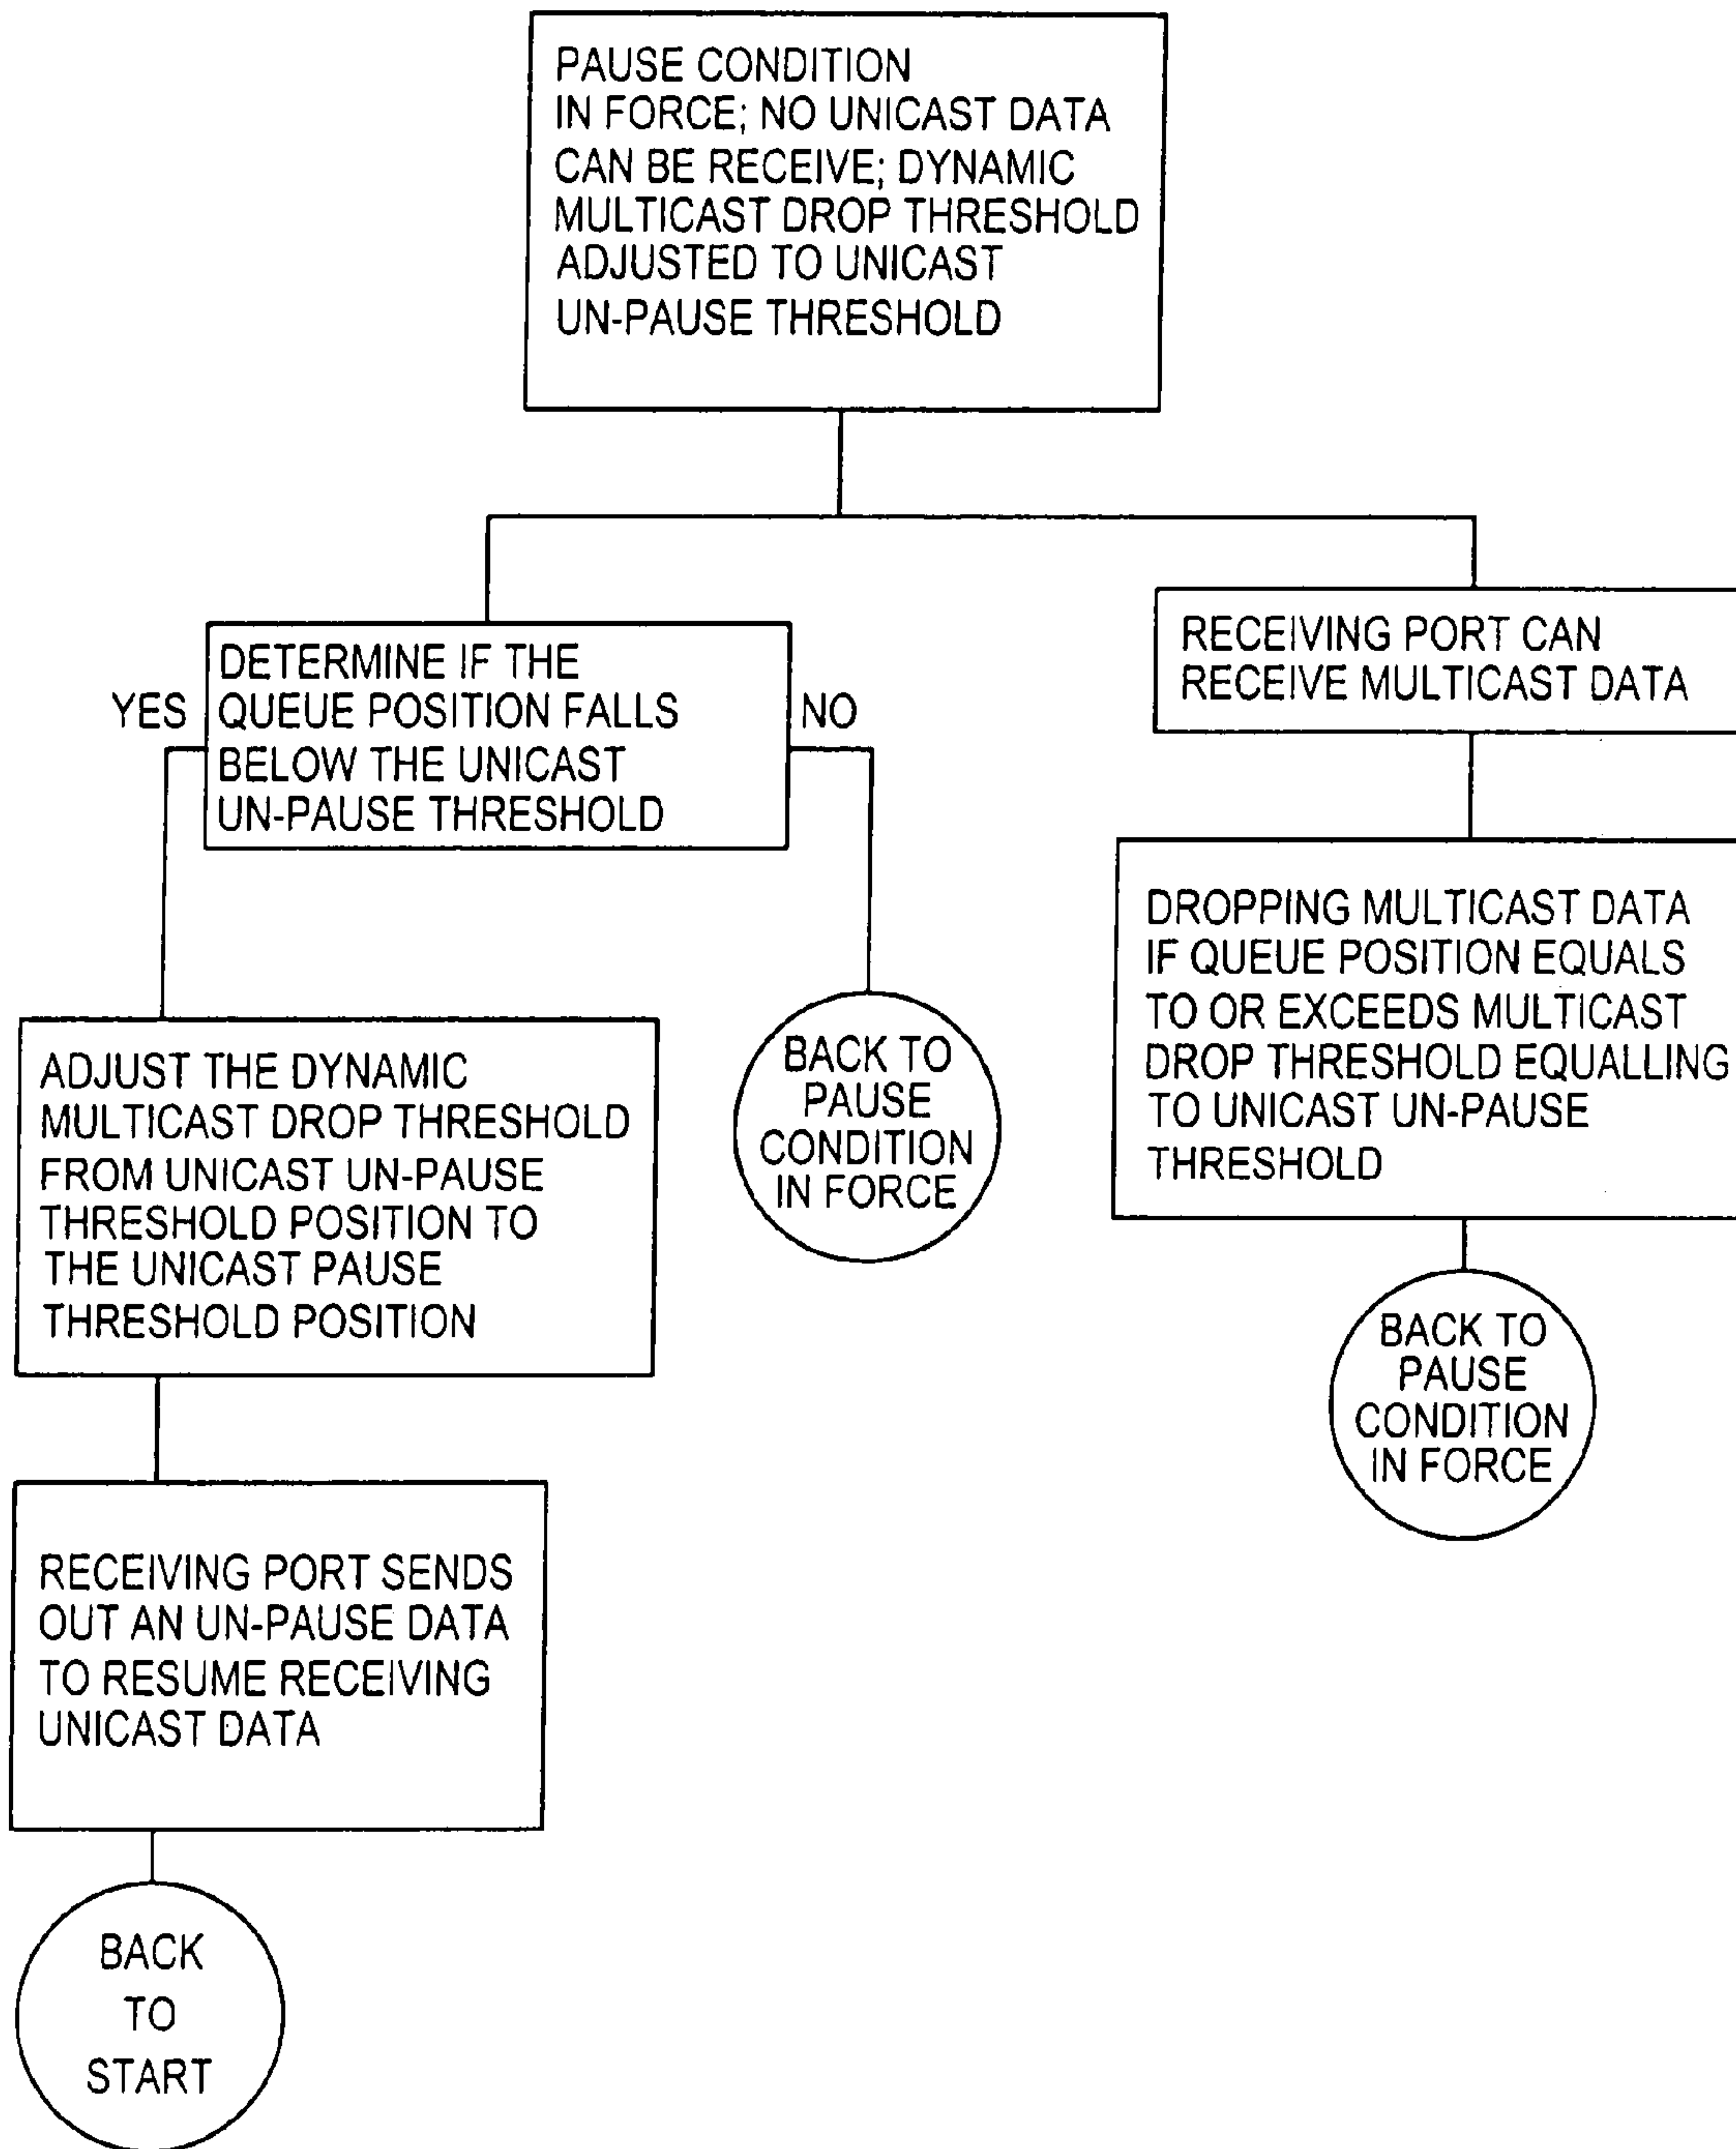 PAUSE CONDITION
IN FORCE; NO UNICAST DATA
CAN BE RECEIVE; DYNAMIC
MULTICAST DROP THRESHOLD
ADJUSTED TO UNICAST
UN-PAUSE THRESHOLD
YES
DETERMINE IF THE
QUEUE POSITION FALLS
BELOW THE UNICAST
UN-PAUSE THRESHOLD
NO
RECEIVING PORT CAN
RECEIVE MULTICAST DATA
DROPPING MULTICAST DATA
IF QUEUE POSITION EQUALS
TO OR EXCEEDS MULTICAST
DROP THRESHOLD EQUALLING
TO UNICAST UN-PAUSE
THRESHOLD
ADJUST THE DYNAMIC
MULTICAST DROP THRESHOLD
FROM UNICAST UN-PAUSE
THRESHOLD POSITION TO
THE UNICAST PAUSE
THRESHOLD POSITION
BACK TO
PAUSE
CONDITION
IN FORCE
BACK TO
PAUSE
CONDITION
IN FORCE
RECEIVING PORT SENDS
OUT AN UN-PAUSE DATA
TO RESUME RECEIVING
UNICAST DATA
BACK
TO
START